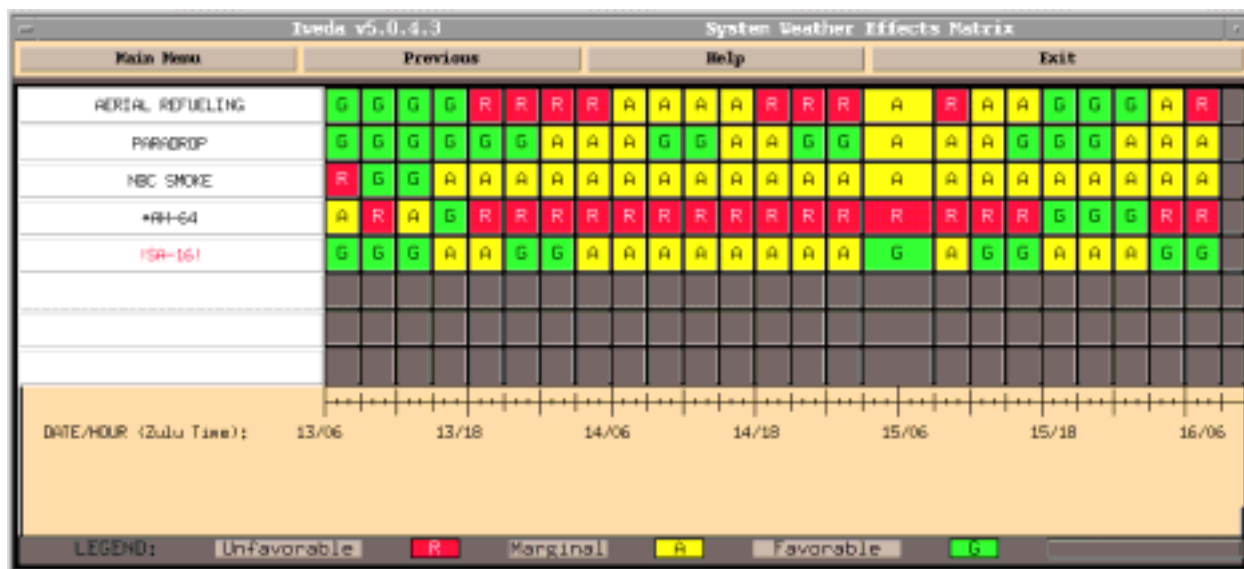 Iweda v5.0.4.3 System Weather Effects Matrix
Main Menu Previous Help Exit
AERIAL REFUELING G G G G R R R R A A A A R R R A R A A G G G A R
PARADROP G G G G G G A A A G G A A G G A A A G G G A A A
NBC SMOKE R G G A A A A A A A A A A A A A A A A A A A A A
*AH-64 A R A G R R R R R R R R R R R R R R R G G G R R
!SA-16! G G G A A G G A A A A A A A A G A G G A A A G G
DATE/HOUR (Zulu Time): 13/06 13/18 14/06 14/18 15/06 15/18 16/06
LEGEND: Unfavorable R Marginal A Favorable G